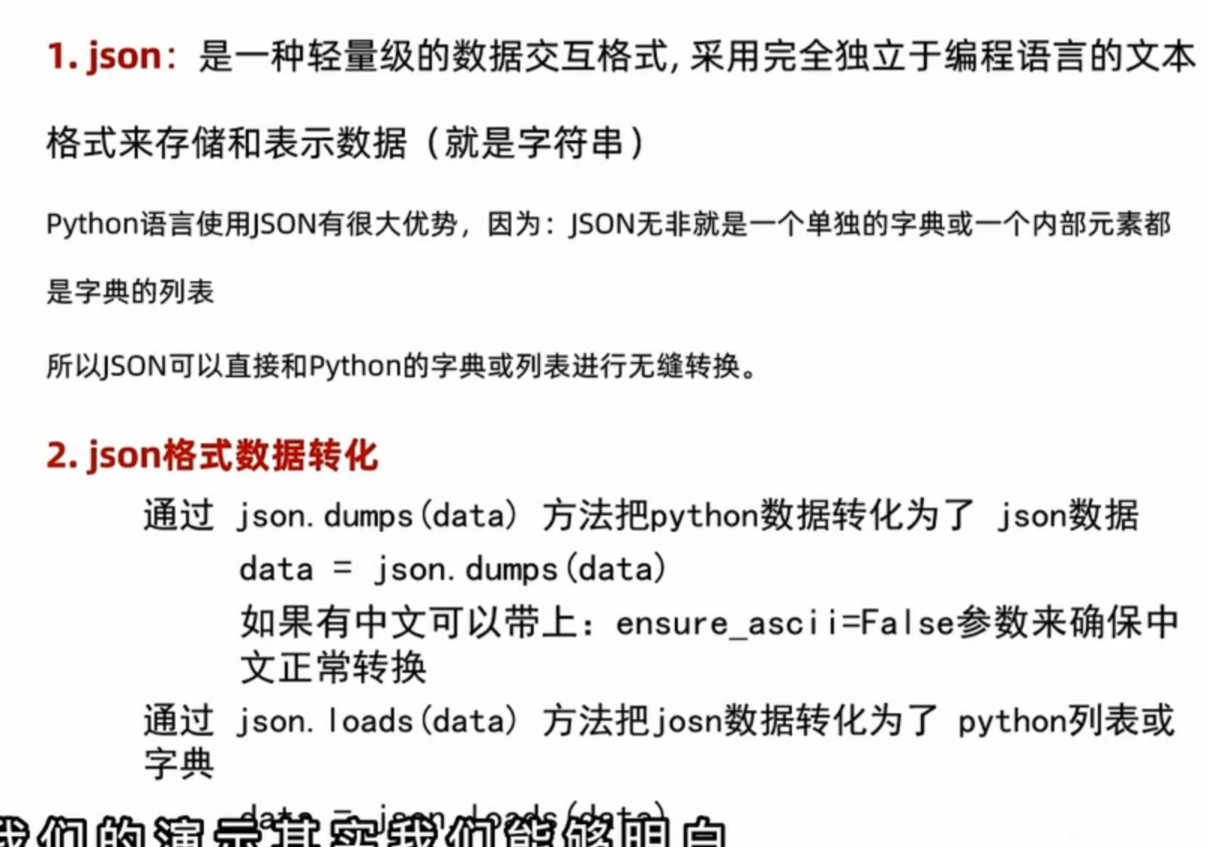 1. json：是一种轻量级的数据交互格式, 采用完全独立于编程语言的文本
格式来存储和表示数据（就是字符串）
Python语言使用JSON有很大优势，因为：JSON无非就是一个单独的字典或一个内部元素都
是字典的列表
所以JSON可以直接和Python的字典或列表进行无缝转换。
2. json格式数据转化
通过 json.dumps(data) 方法把python数据转化为了 json数据
data = json.dumps(data)
如果有中文可以带上：ensure_ascii=False参数来确保中
文正常转换
通过 json.loads(data) 方法把josn数据转化为了 python列表或
字典
data = json.loads(data)
我们的演示其实我们能够明白